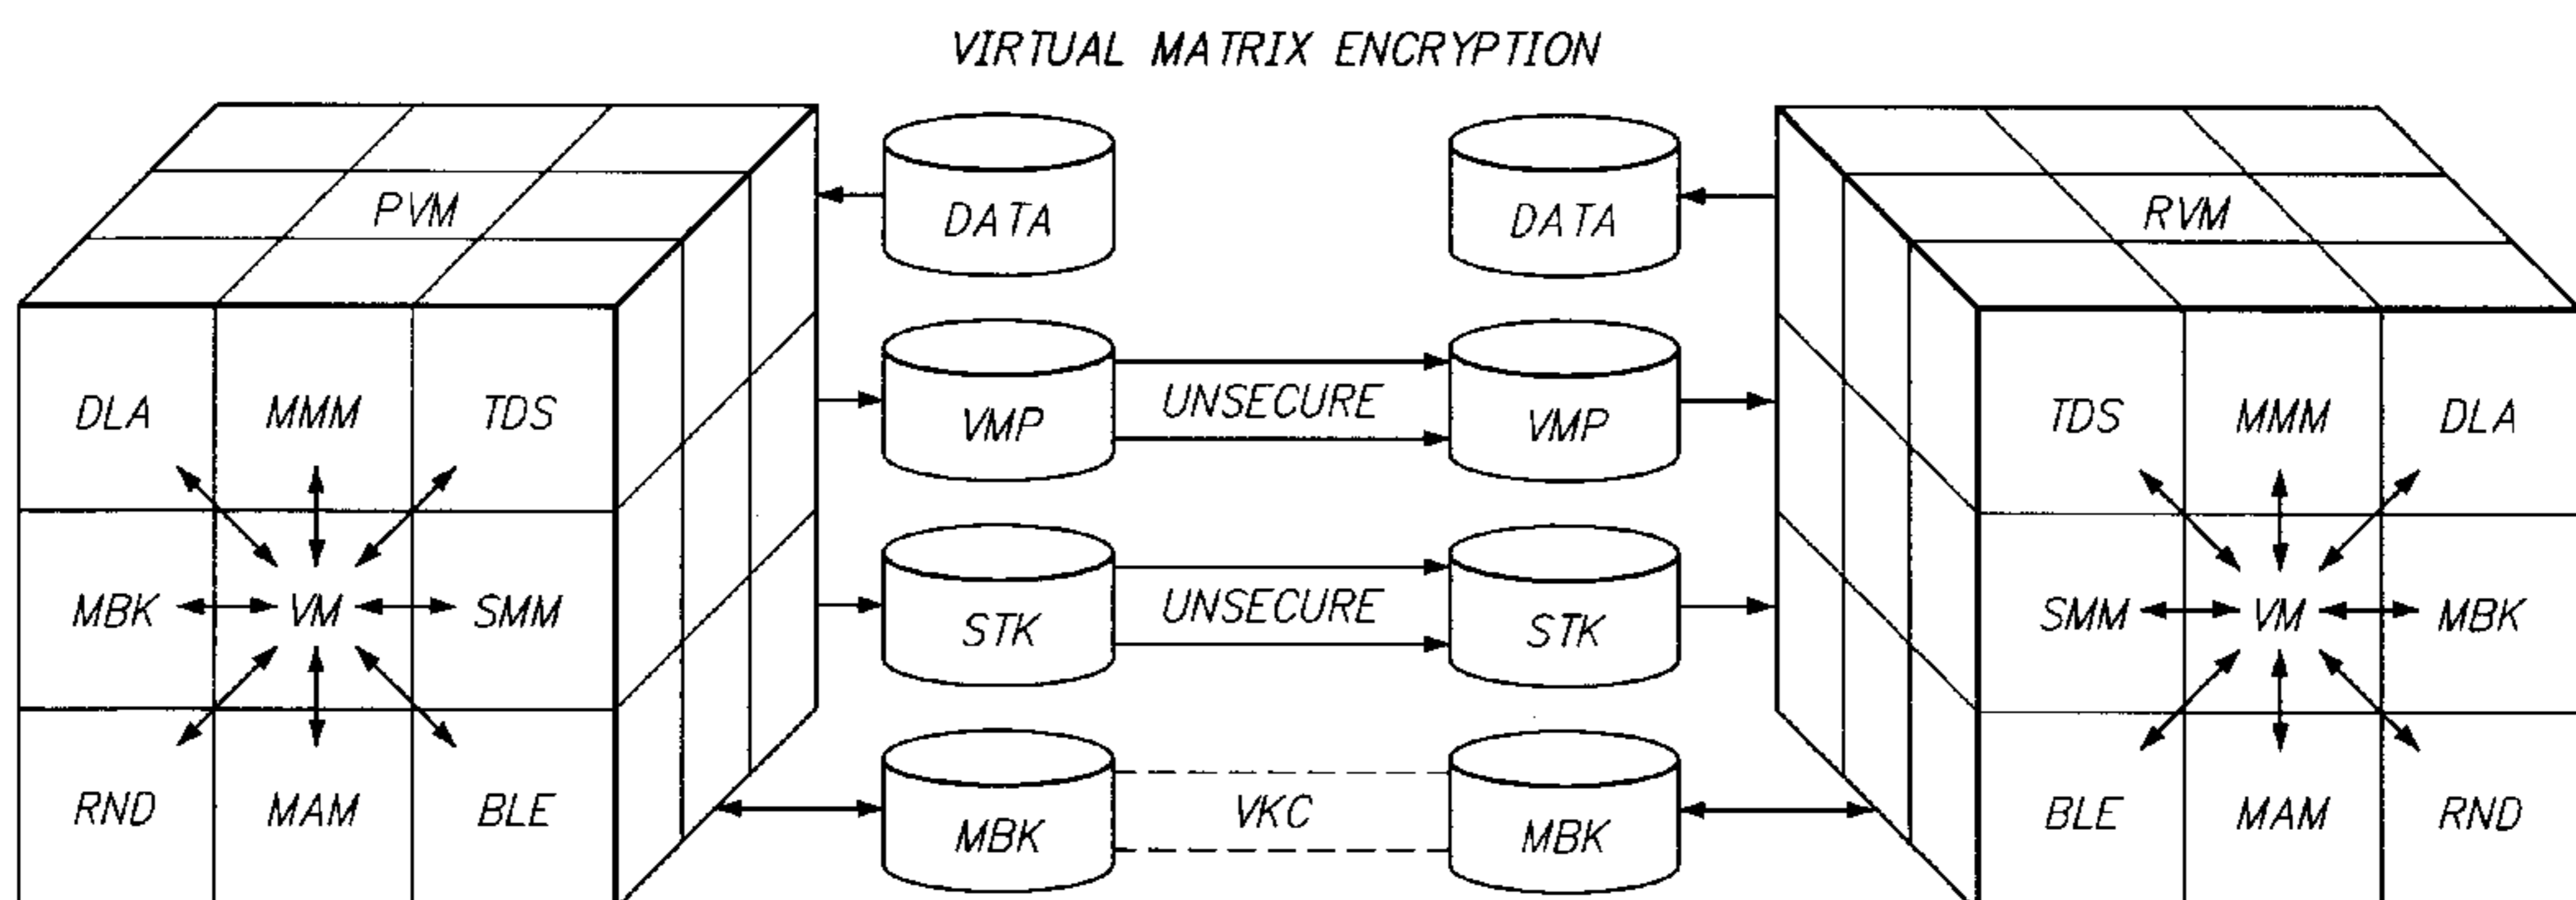 VIRTUAL MATRIX ENCRYPTION
PVM
DATA
DATA
RVM
DLA MMM TDS
VMP
UNSECURE
VMP
TDS MMM DLA
MBK VM SMM
STK
UNSECURE
STK
SMM VM MBK
RND MAM BLE
MBK
VKC
MBK
BLE MAM RND